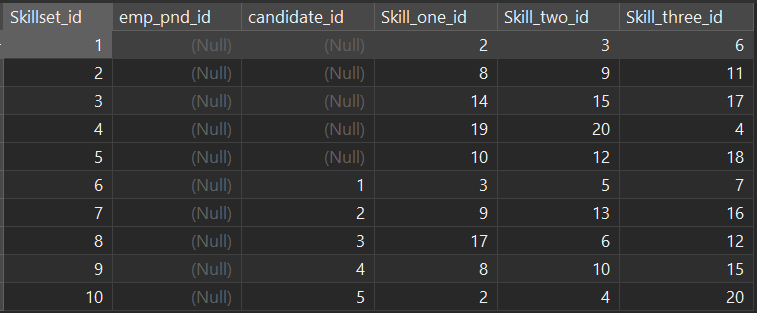 Skillset_id emp_pnd_id candidate_id Skill_one_id Skill_two_id Skill_three_id
1 (Null) (Null) 2 3 6
2 (Null) (Null) 8 9 11
3 (Null) (Null) 14 15 17
4 (Null) (Null) 19 20 4
5 (Null) (Null) 10 12 18
6 (Null) 1 3 5 7
7 (Null) 2 9 13 16
8 (Null) 3 17 6 12
9 (Null) 4 8 10 15
10 (Null) 5 2 4 20